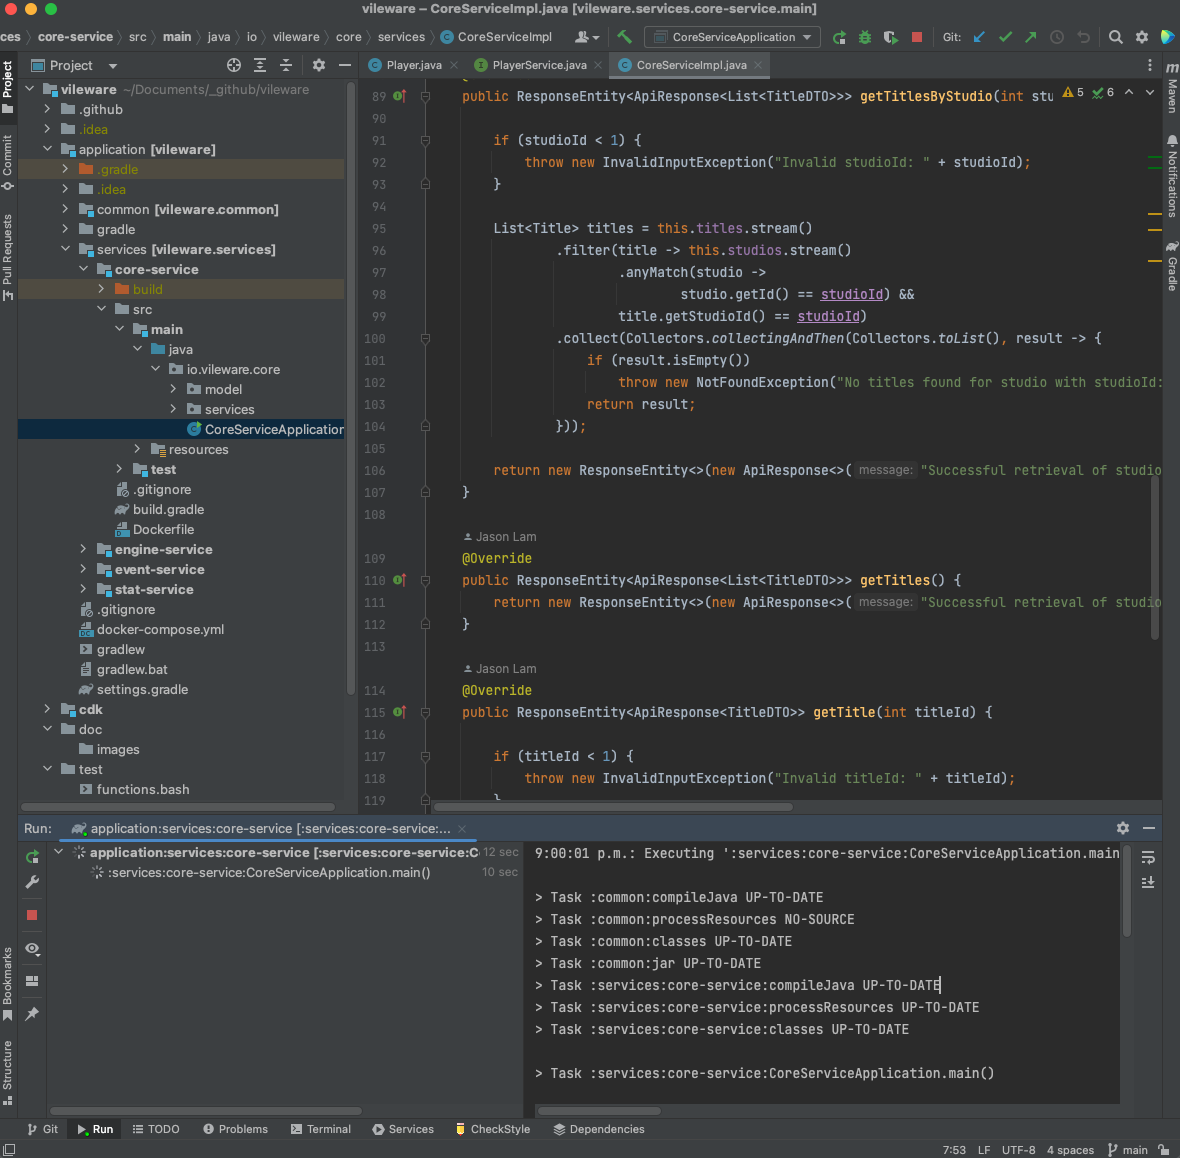 vileware – CoreServiceImpl.java [vileware.services.core-service.main]
ces core-service src main java io vileware core services CoreServiceImpl CoreServiceApplication Git:
Project
Player.java PlayerService.java CoreServiceImpl.java
Project
Commit
Pull Requests
Bookmarks
Structure
Maven
Notifications
Gradle
vileware ~/Documents/_github/vileware
.github
.idea
application [vileware]
.gradle
.idea
common [vileware.common]
gradle
services [vileware.services]
core-service
build
src
main
java
io.vileware.core
model
services
CoreServiceApplication
resources
test
.gitignore
build.gradle
Dockerfile
engine-service
event-service
stat-service
.gitignore
docker-compose.yml
gradlew
gradlew.bat
settings.gradle
cdk
doc
images
test
functions.bash
5 6
89 public ResponseEntity<ApiResponse<List<TitleDTO>>> getTitlesByStudio(int stu
90
91 if (studioId < 1) {
92 throw new InvalidInputException("Invalid studioId: " + studioId);
93 }
94
95 List<Title> titles = this.titles.stream()
96 .filter(title -> this.studios.stream()
97 .anyMatch(studio ->
98 studio.getId() == studioId) &&
99 title.getStudioId() == studioId)
100 .collect(Collectors.collectingAndThen(Collectors.toList(), result -> {
101 if (result.isEmpty())
102 throw new NotFoundException("No titles found for studio with studioId:
103 return result;
104 }));
105
106 return new ResponseEntity<>(new ApiResponse<>( message: "Successful retrieval of studio
107 }
108
Jason Lam
109 @Override
110 public ResponseEntity<ApiResponse<List<TitleDTO>>> getTitles() {
111 return new ResponseEntity<>(new ApiResponse<>( message: "Successful retrieval of studio
112 }
113
Jason Lam
114 @Override
115 public ResponseEntity<ApiResponse<TitleDTO>> getTitle(int titleId) {
116
117 if (titleId < 1) {
118 throw new InvalidInputException("Invalid titleId: " + titleId);
119 }
Run: application:services:core-service [:services:core-service:...
application:services:core-service [:services:core-service:C 12 sec
:services:core-service:CoreServiceApplication.main() 10 sec
9:00:01 p.m.: Executing ':services:core-service:CoreServiceApplication.main
> Task :common:compileJava UP-TO-DATE
> Task :common:processResources NO-SOURCE
> Task :common:classes UP-TO-DATE
> Task :common:jar UP-TO-DATE
> Task :services:core-service:compileJava UP-TO-DATE
> Task :services:core-service:processResources UP-TO-DATE
> Task :services:core-service:classes UP-TO-DATE
> Task :services:core-service:CoreServiceApplication.main()
Git Run TODO Problems Terminal Services CheckStyle Dependencies
7:53 LF UTF-8 4 spaces main